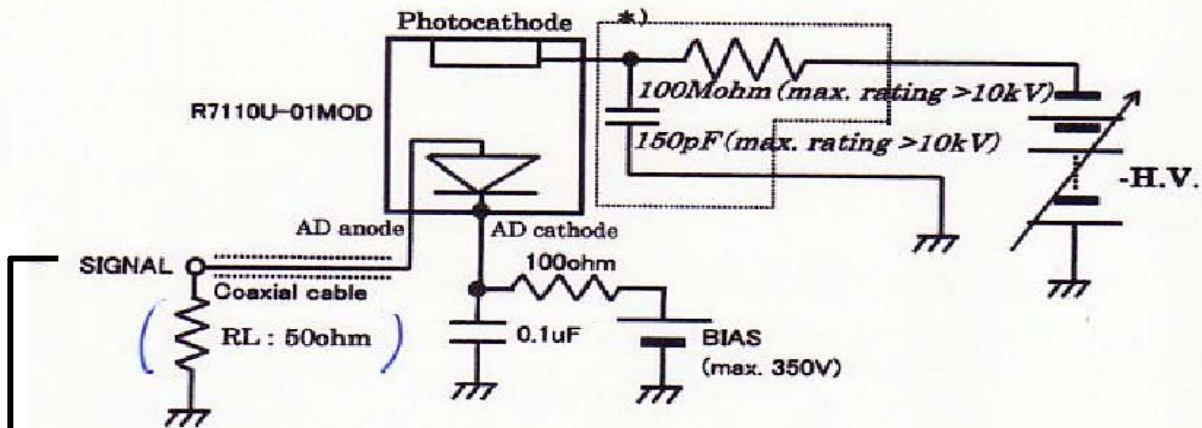 Photocathode
*)
100Mohm (max. rating >10kV)
R7110U-01MOD
150pF (max. rating >10kV)
-H.V.
AD anode
AD cathode
SIGNAL
100ohm
Coaxial cable
RL : 50ohm
0.1uF
BIAS
(max. 350V)